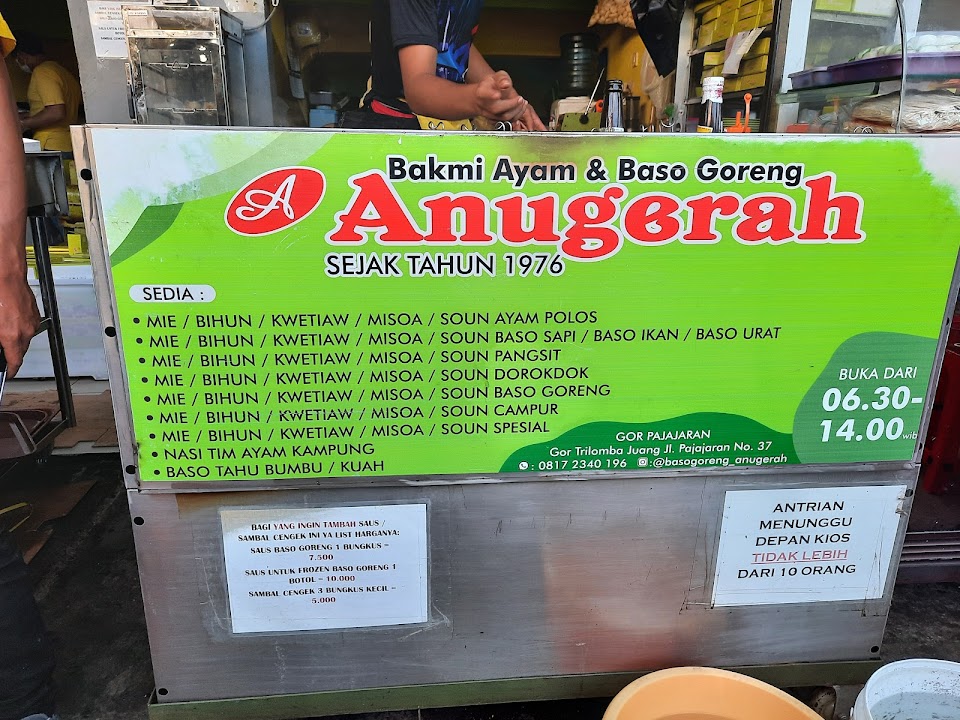 Bakmi Ayam & Baso Goreng
A
Anugerah
SEJAK TAHUN 1976
SEDIA :
• MIE / BIHUN / KWETIAW / MISOA / SOUN AYAM POLOS
• MIE / BIHUN / KWETIAW / MISOA / SOUN BASO SAPI / BASO IKAN / BASO URAT
• MIE / BIHUN / KWETIAW / MISOA / SOUN PANGSIT
• MIE / BIHUN / KWETIAW / MISOA / SOUN DOROKDOK
• MIE / BIHUN / KWETIAW / MISOA / SOUN BASO GORENG
• MIE / BIHUN / KWETIAW / MISOA / SOUN CAMPUR
• MIE / BIHUN / KWETIAW / MISOA / SOUN SPESIAL
• NASI TIM AYAM KAMPUNG
• BASO TAHU BUMBU / KUAH
BUKA DARI
06.30-
14.00 wib
GOR PAJAJARAN
Gor Trilomba Juang Jl. Pajajaran No. 37
: 0817 2340 196 :@basogoreng_anugerah
BAGI YANG INGIN TAMBAH SAUS /
SAMBAL CENGEK INI YA LIST HARGANYA:
SAUS BASO GORENG 1 BUNGKUS =
7.500
SAUS UNTUK FROZEN BASO GORENG 1
BOTOL = 10.000
SAMBAL CENGEK 3 BUNGKUS KECIL =
5.000
ANTRIAN
MENUNGGU
DEPAN KIOS
TIDAK LEBIH
DARI 10 ORANG